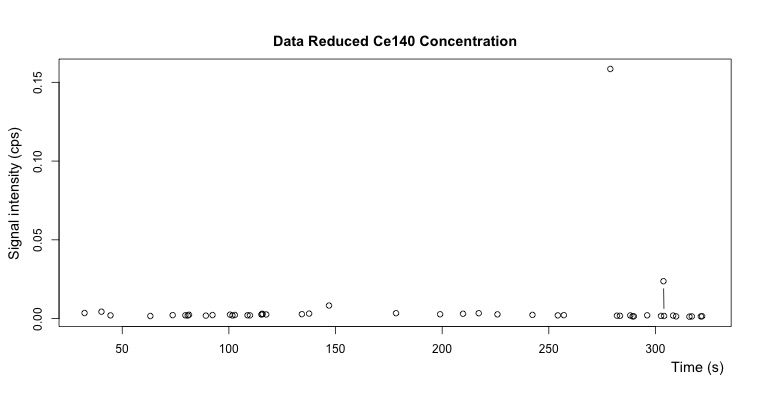 Data Reduced Ce140 Concentration
Signal intensity (cps)
0.15
0.10
0.05
0.00
50 100 150 200 250 300
Time (s)